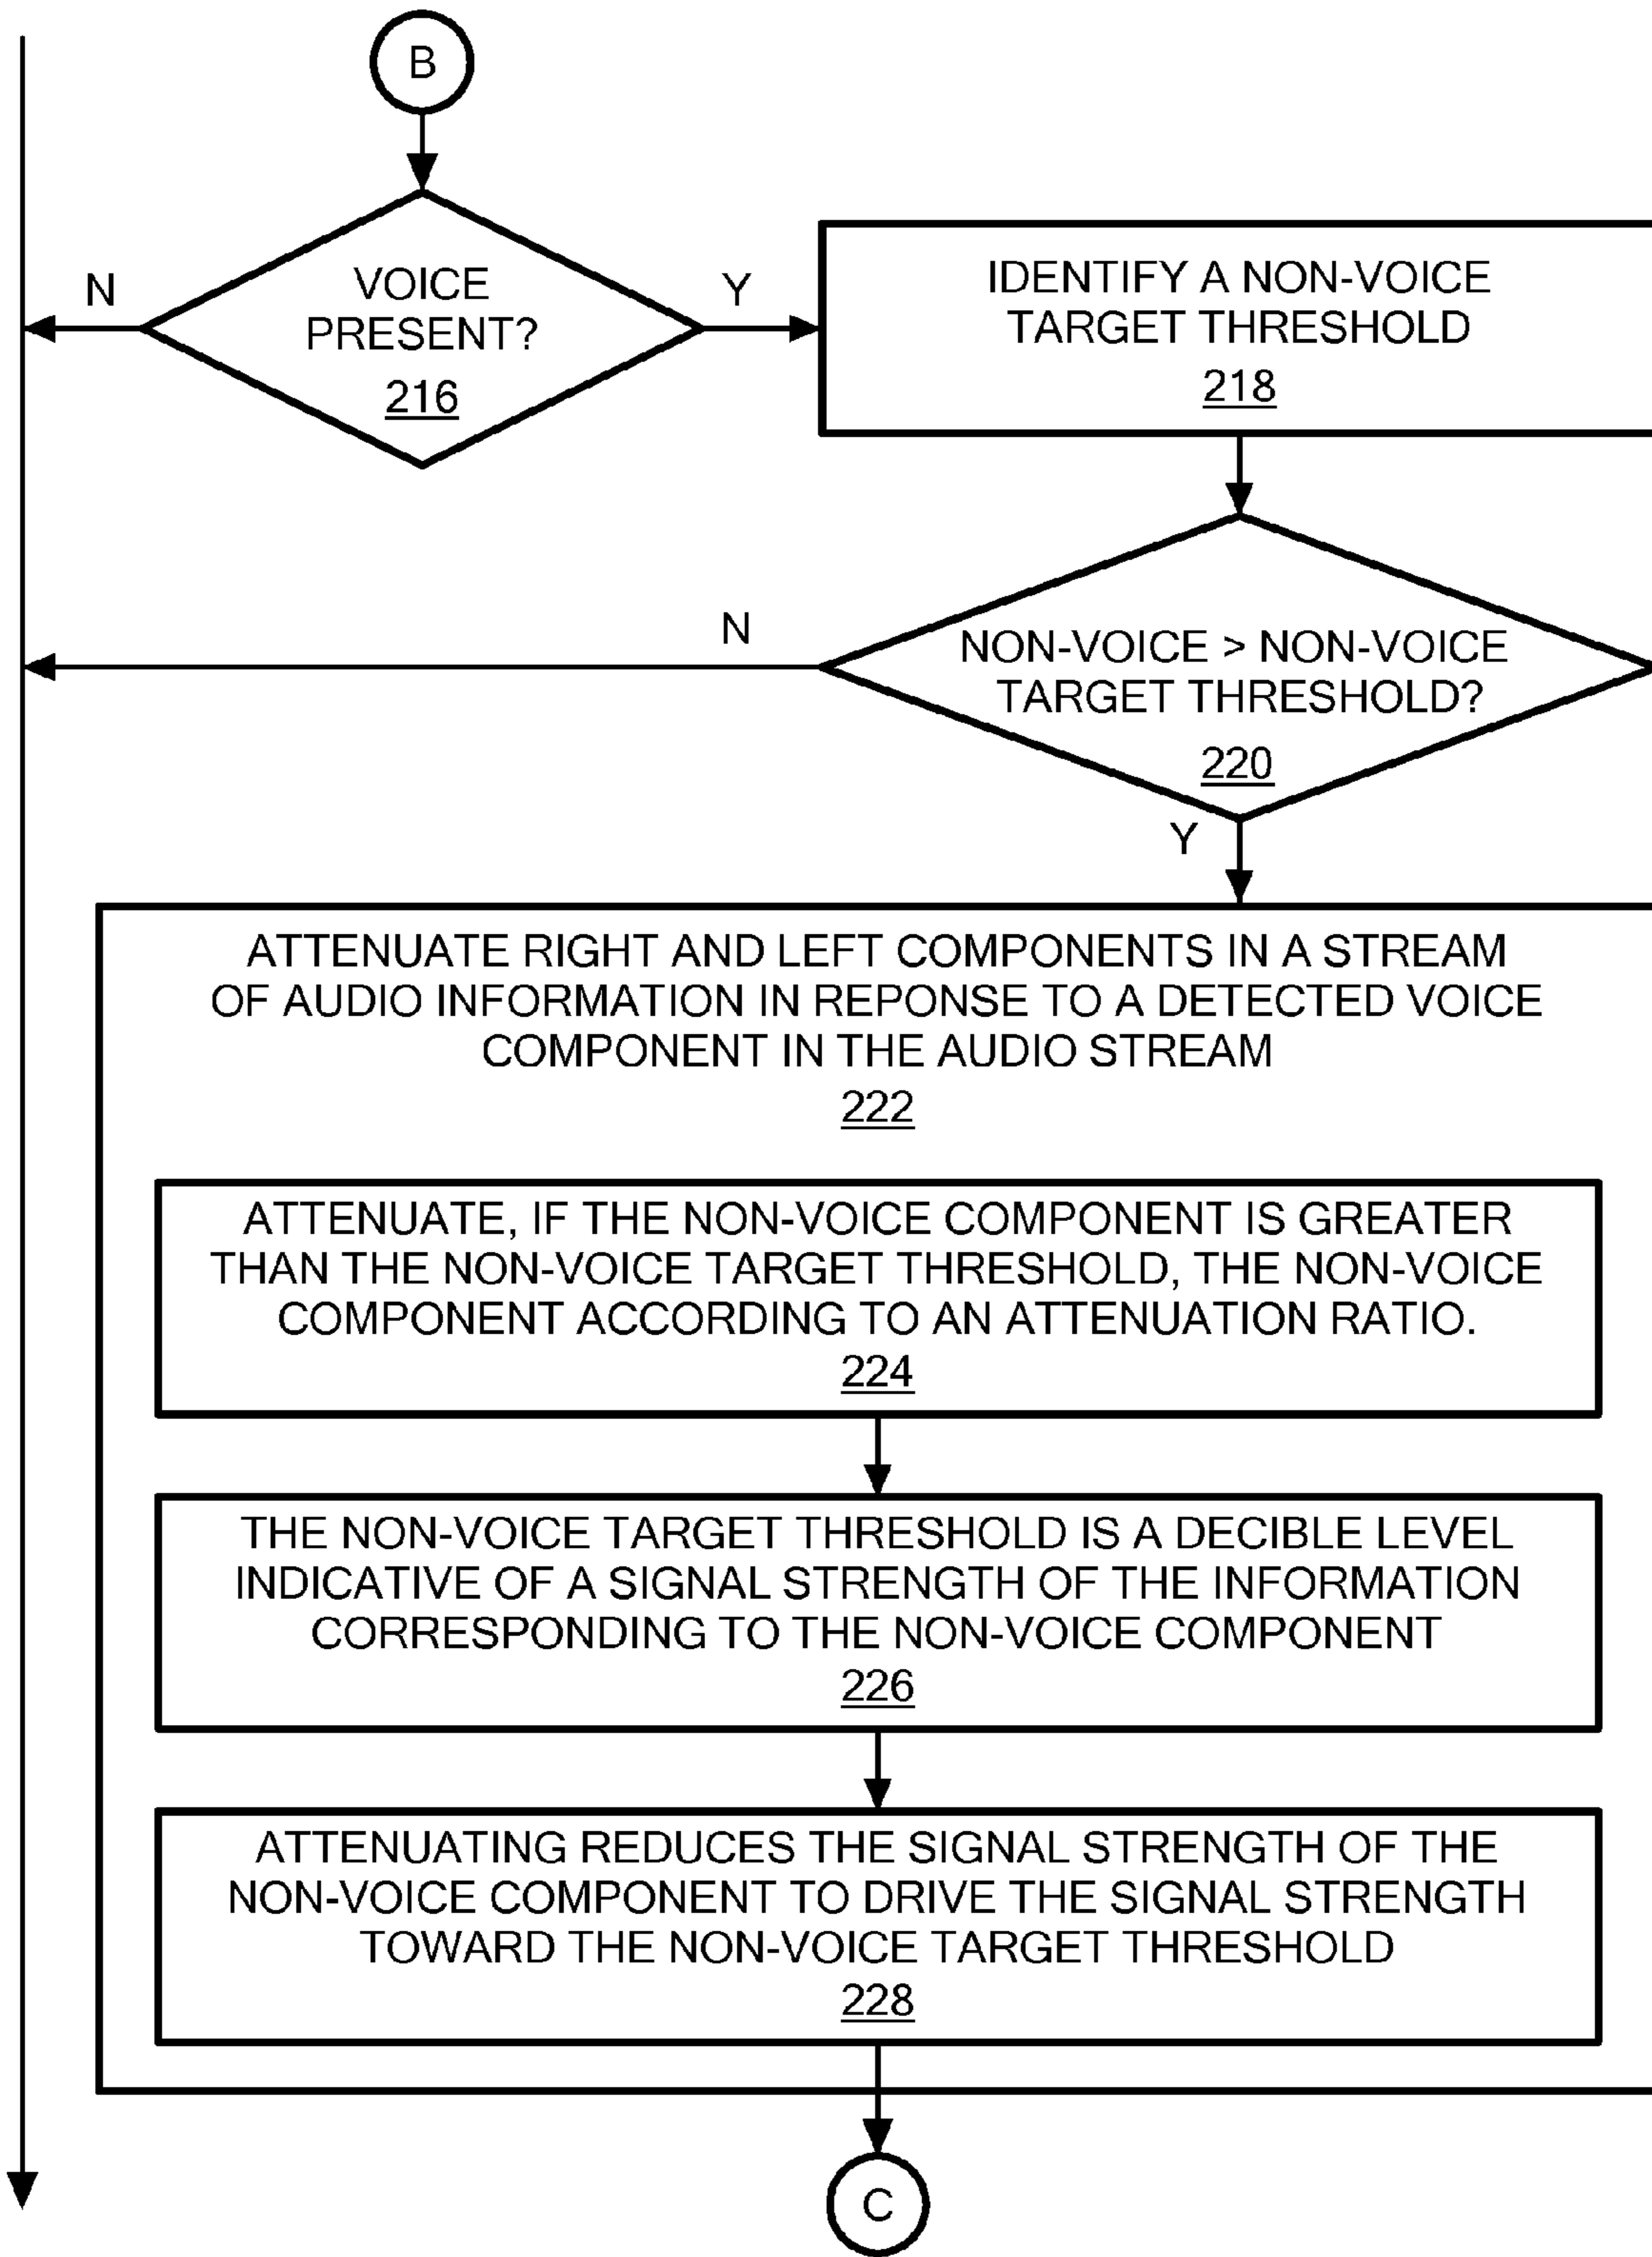 B
N
VOICE
PRESENT?
216
Y
IDENTIFY A NON-VOICE
TARGET THRESHOLD
218
N
NON-VOICE > NON-VOICE
TARGET THRESHOLD?
220
Y
ATTENUATE RIGHT AND LEFT COMPONENTS IN A STREAM
OF AUDIO INFORMATION IN REPONSE TO A DETECTED VOICE
COMPONENT IN THE AUDIO STREAM
222
ATTENUATE, IF THE NON-VOICE COMPONENT IS GREATER
THAN THE NON-VOICE TARGET THRESHOLD, THE NON-VOICE
COMPONENT ACCORDING TO AN ATTENUATION RATIO.
224
THE NON-VOICE TARGET THRESHOLD IS A DECIBLE LEVEL
INDICATIVE OF A SIGNAL STRENGTH OF THE INFORMATION
CORRESPONDING TO THE NON-VOICE COMPONENT
226
ATTENUATING REDUCES THE SIGNAL STRENGTH OF THE
NON-VOICE COMPONENT TO DRIVE THE SIGNAL STRENGTH
TOWARD THE NON-VOICE TARGET THRESHOLD
228
C